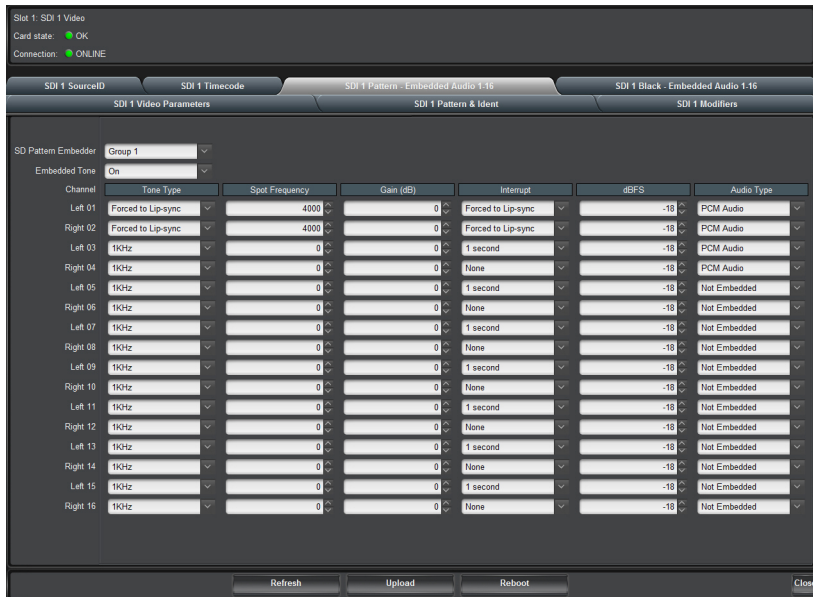 Slot 1: SDI 1 Video
Card state: OK
Connection: ONLINE
SDI 1 SourceID SDI 1 Timecode SDI 1 Pattern - Embedded Audio 1-16 SDI 1 Black - Embedded Audio 1-16
SDI 1 Video Parameters SDI 1 Pattern & Ident SDI 1 Modifiers
SD Pattern Embedder Group 1
Embedded Tone On
Channel Tone Type Spot Frequency Gain (dB) Interrupt dBFS Audio Type
Left 01 Forced to Lip-sync 4000 0 Forced to Lip-sync -18 PCM Audio
Right 02 Forced to Lip-sync 4000 0 Forced to Lip-sync -18 PCM Audio
Left 03 1KHz 0 0 1 second -18 PCM Audio
Right 04 1KHz 0 0 None -18 PCM Audio
Left 05 1KHz 0 0 1 second -18 Not Embedded
Right 06 1KHz 0 0 None -18 Not Embedded
Left 07 1KHz 0 0 1 second -18 Not Embedded
Right 08 1KHz 0 0 None -18 Not Embedded
Left 09 1KHz 0 0 1 second -18 Not Embedded
Right 10 1KHz 0 0 None -18 Not Embedded
Left 11 1KHz 0 0 1 second -18 Not Embedded
Right 12 1KHz 0 0 None -18 Not Embedded
Left 13 1KHz 0 0 1 second -18 Not Embedded
Right 14 1KHz 0 0 None -18 Not Embedded
Left 15 1KHz 0 0 1 second -18 Not Embedded
Right 16 1KHz 0 0 None -18 Not Embedded
Refresh Upload Reboot Close